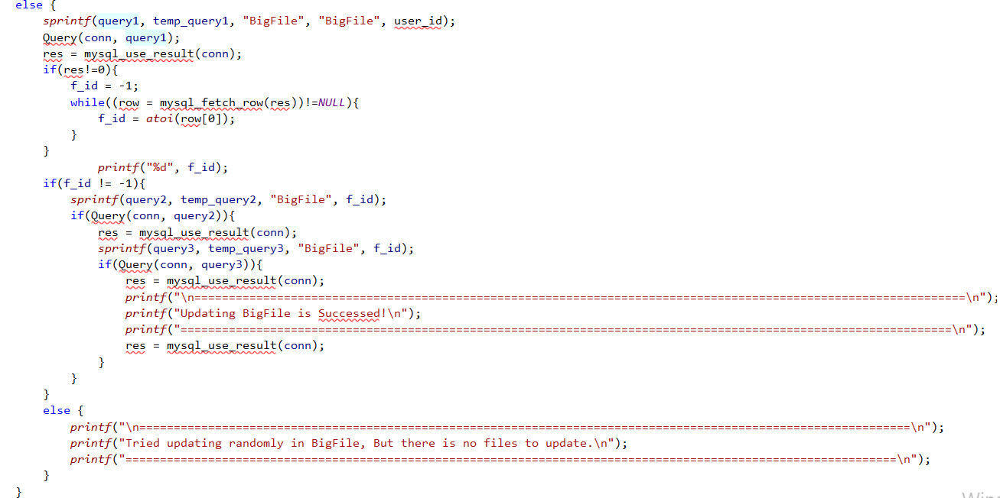 else {
sprintf(query1, temp_query1, "BigFile", "BigFile", user_id);
Query(conn, query1);
res = mysql_use_result(conn);
if(res!=0){
f_id = -1;
while((row = mysql_fetch_row(res))!=NULL){
f_id = atoi(row[0]);
}
}
printf("%d", f_id);
if(f_id != -1){
sprintf(query2, temp_query2, "BigFile", f_id);
if(Query(conn, query2)){
res = mysql_use_result(conn);
sprintf(query3, temp_query3, "BigFile", f_id);
if(Query(conn, query3)){
res = mysql_use_result(conn);
printf("\n================================================================================================================\n");
printf("Updating BigFile is Successed!\n");
printf("================================================================================================================\n");
res = mysql_use_result(conn);
}
}
}
else {
printf("\n================================================================================================================\n");
printf("Tried updating randomly in BigFile, But there is no files to update.\n");
printf("================================================================================================================\n");
}
}